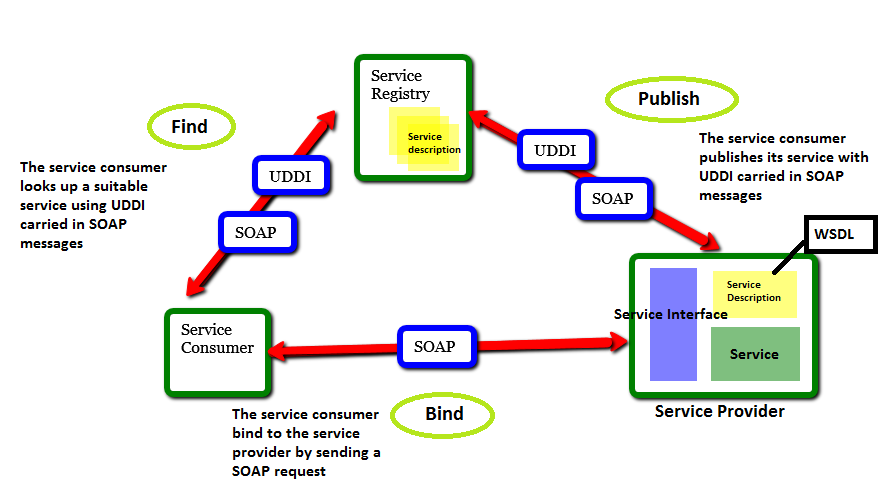 Service
Registry
Service
description
Find
Publish
The service consumer
looks up a suitable
service using UDDI
carried in SOAP
messages
UDDI
SOAP
UDDI
SOAP
The service consumer
publishes its service with
UDDI carried in SOAP
messages
WSDL
Service
Description
Service Interface
Service
Service Provider
Service
Consumer
SOAP
Bind
The service consumer
bind to the service
provider by sending a
SOAP request